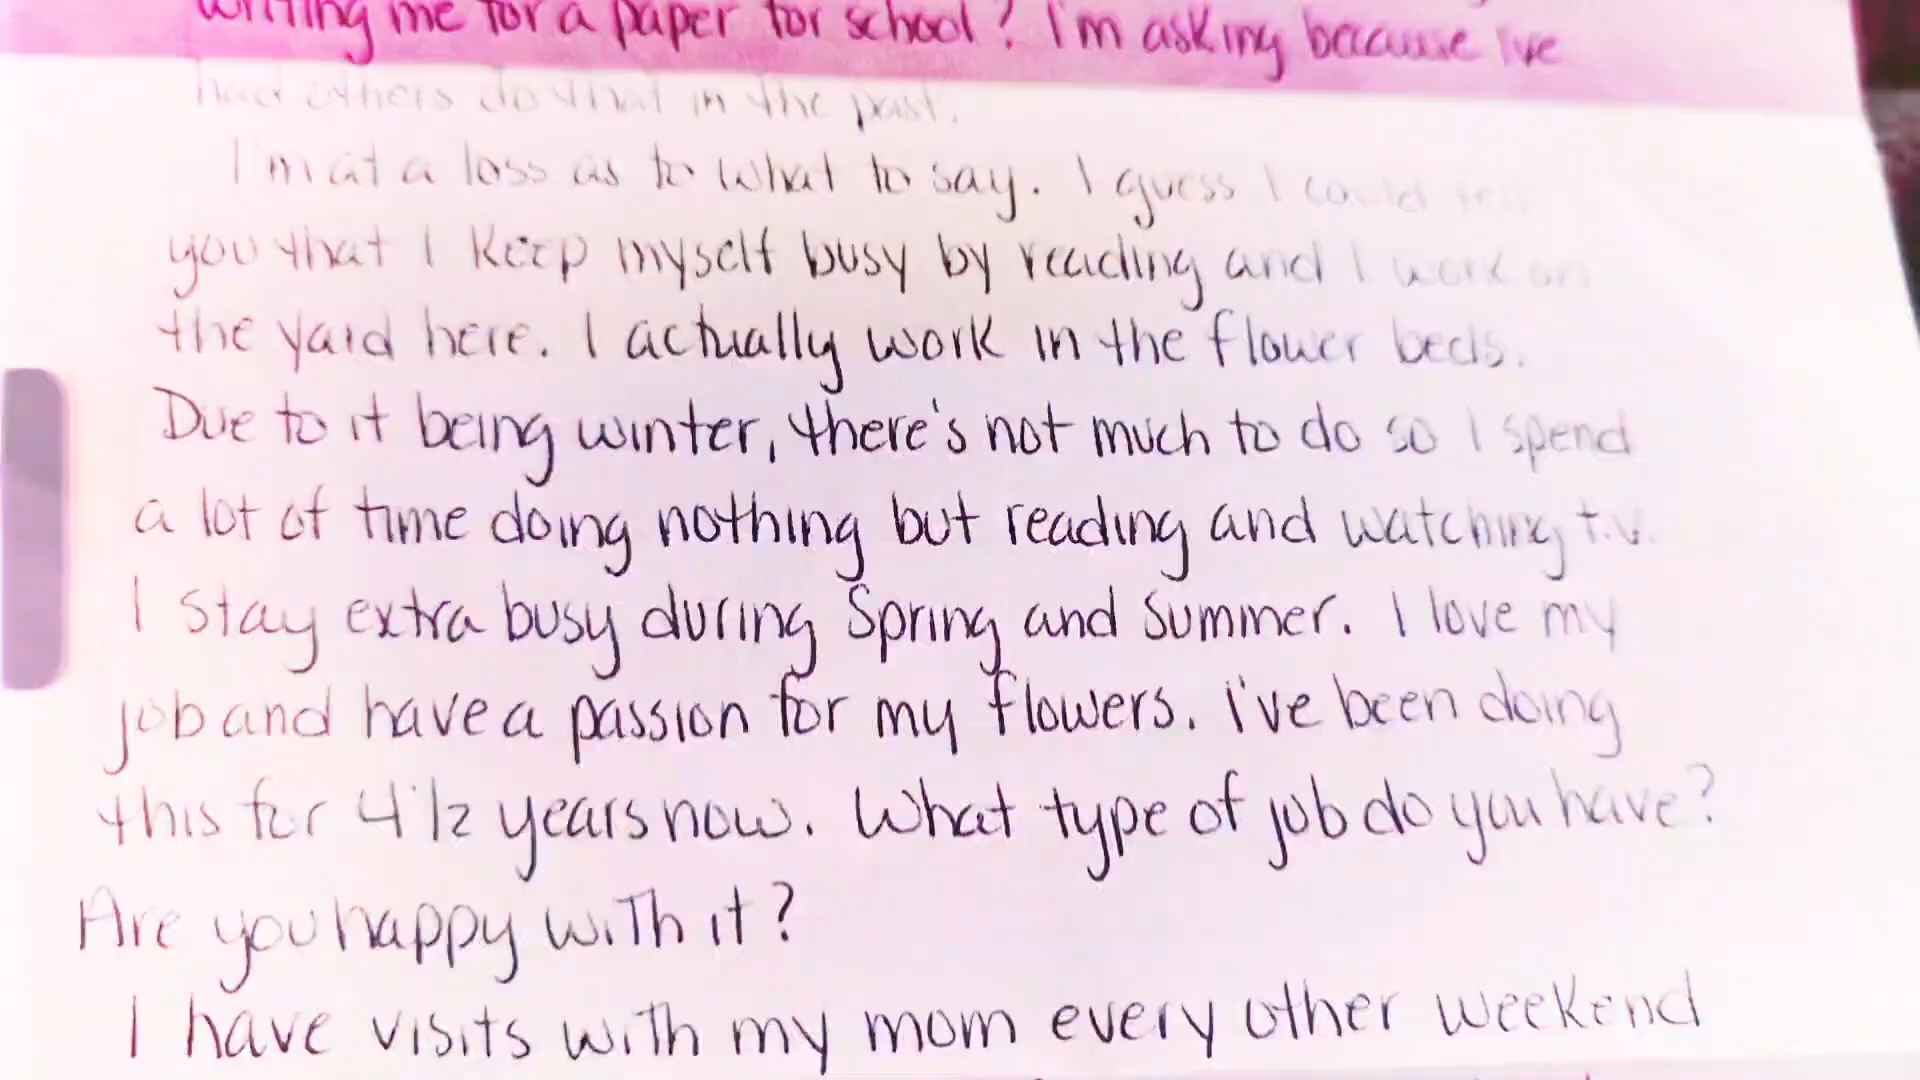 writing me for a paper for school? I'm asking because i've
had others do that in the past.
I'm at a loss as to what to say. I guess I could tell
you that I keep myself busy by reading and I work on
the yard here. I actually work in the flower beds.
Due to it being winter, there's not much to do so I spend
a lot of time doing nothing but reading and watching t.v.
I stay extra busy during Spring and Summer. I love my
job and have a passion for my flowers. I've been doing
this for 4 1/2 years now. What type of job do you have?
Are you happy with it?
I have visits with my mom every other weekend